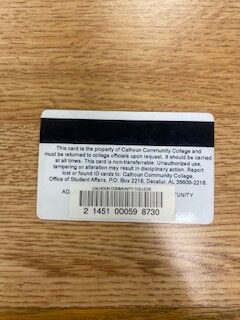 This card is the property of Calhoun Community College and
must be returned to college officials upon request. It should be carried
at all times. This card is non-transferrable. Unauthorized use,
tampering or alteration may result in disciplinary action. Report
lost or found ID cards to: Calhoun Community College,
Office of Student Affairs, P.O. Box 2216, Decatur, AL 35609-2216.
CALHOUN COMMUNITY COLLEGE
2 1451 00059 8730